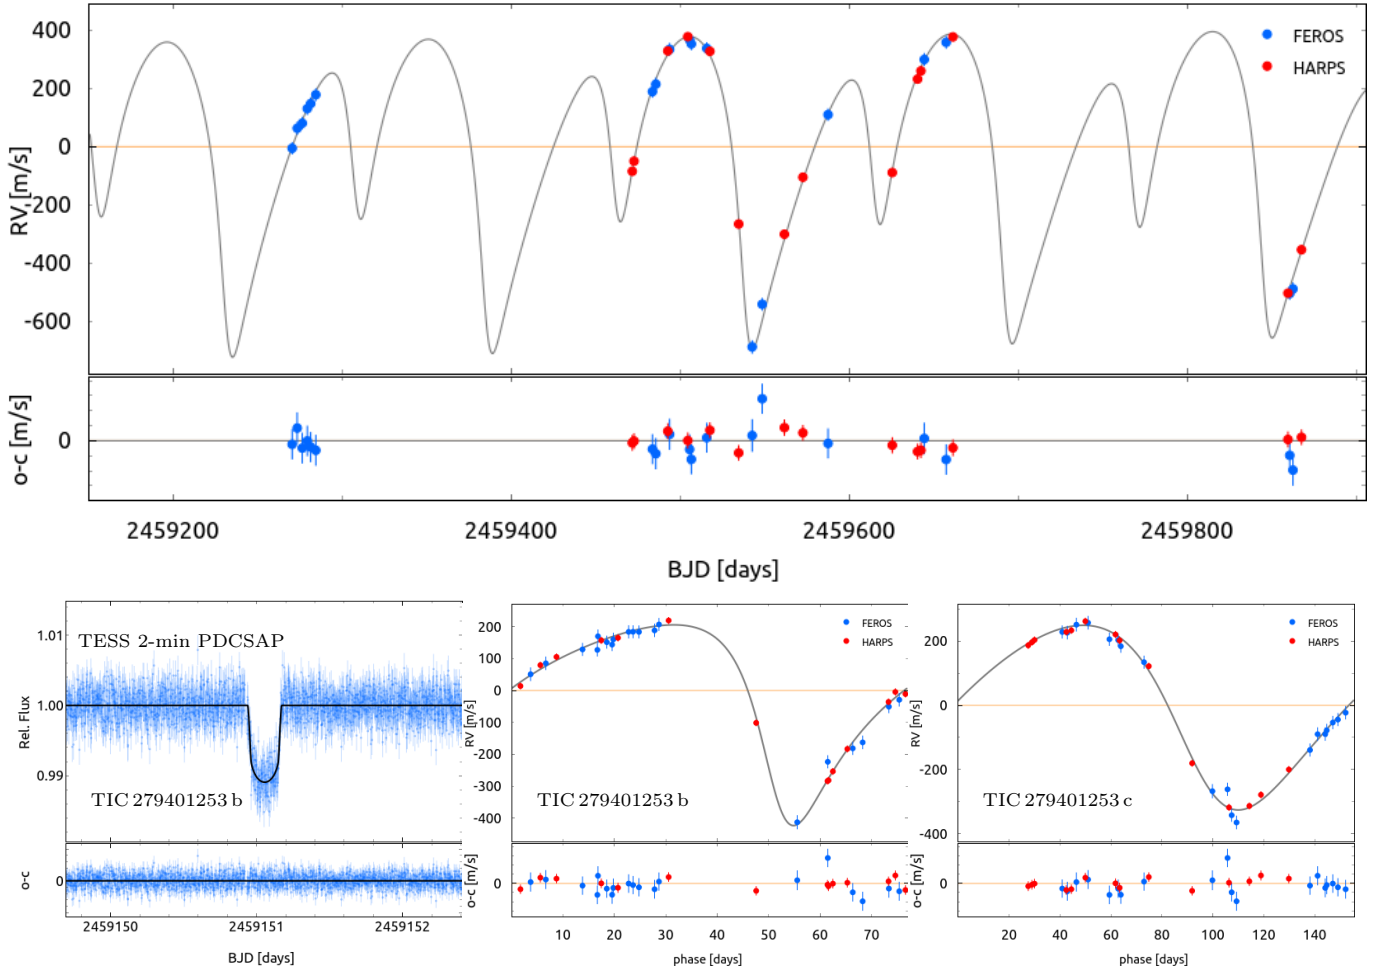 400
200
0
-200
-400
-600
RV [m/s]
FEROS
HARPS
0
o-c [m/s]
2459200
2459400
2459600
2459800
BJD [days]
1.01
1.00
0.99
Rel. Flux
TESS 2-min PDCSAP
TIC 279401253 b
0
o-c
2459150
2459151
2459152
BJD [days]
200
100
0
-100
-200
-300
-400
RV [m/s]
FEROS
HARPS
TIC 279401253 b
0
o-c [m/s]
10
20
30
40
50
60
70
phase [days]
200
0
-200
-400
RV [m/s]
FEROS
HARPS
TIC 279401253 c
0
o-c [m/s]
20
40
60
80
100
120
140
phase [days]